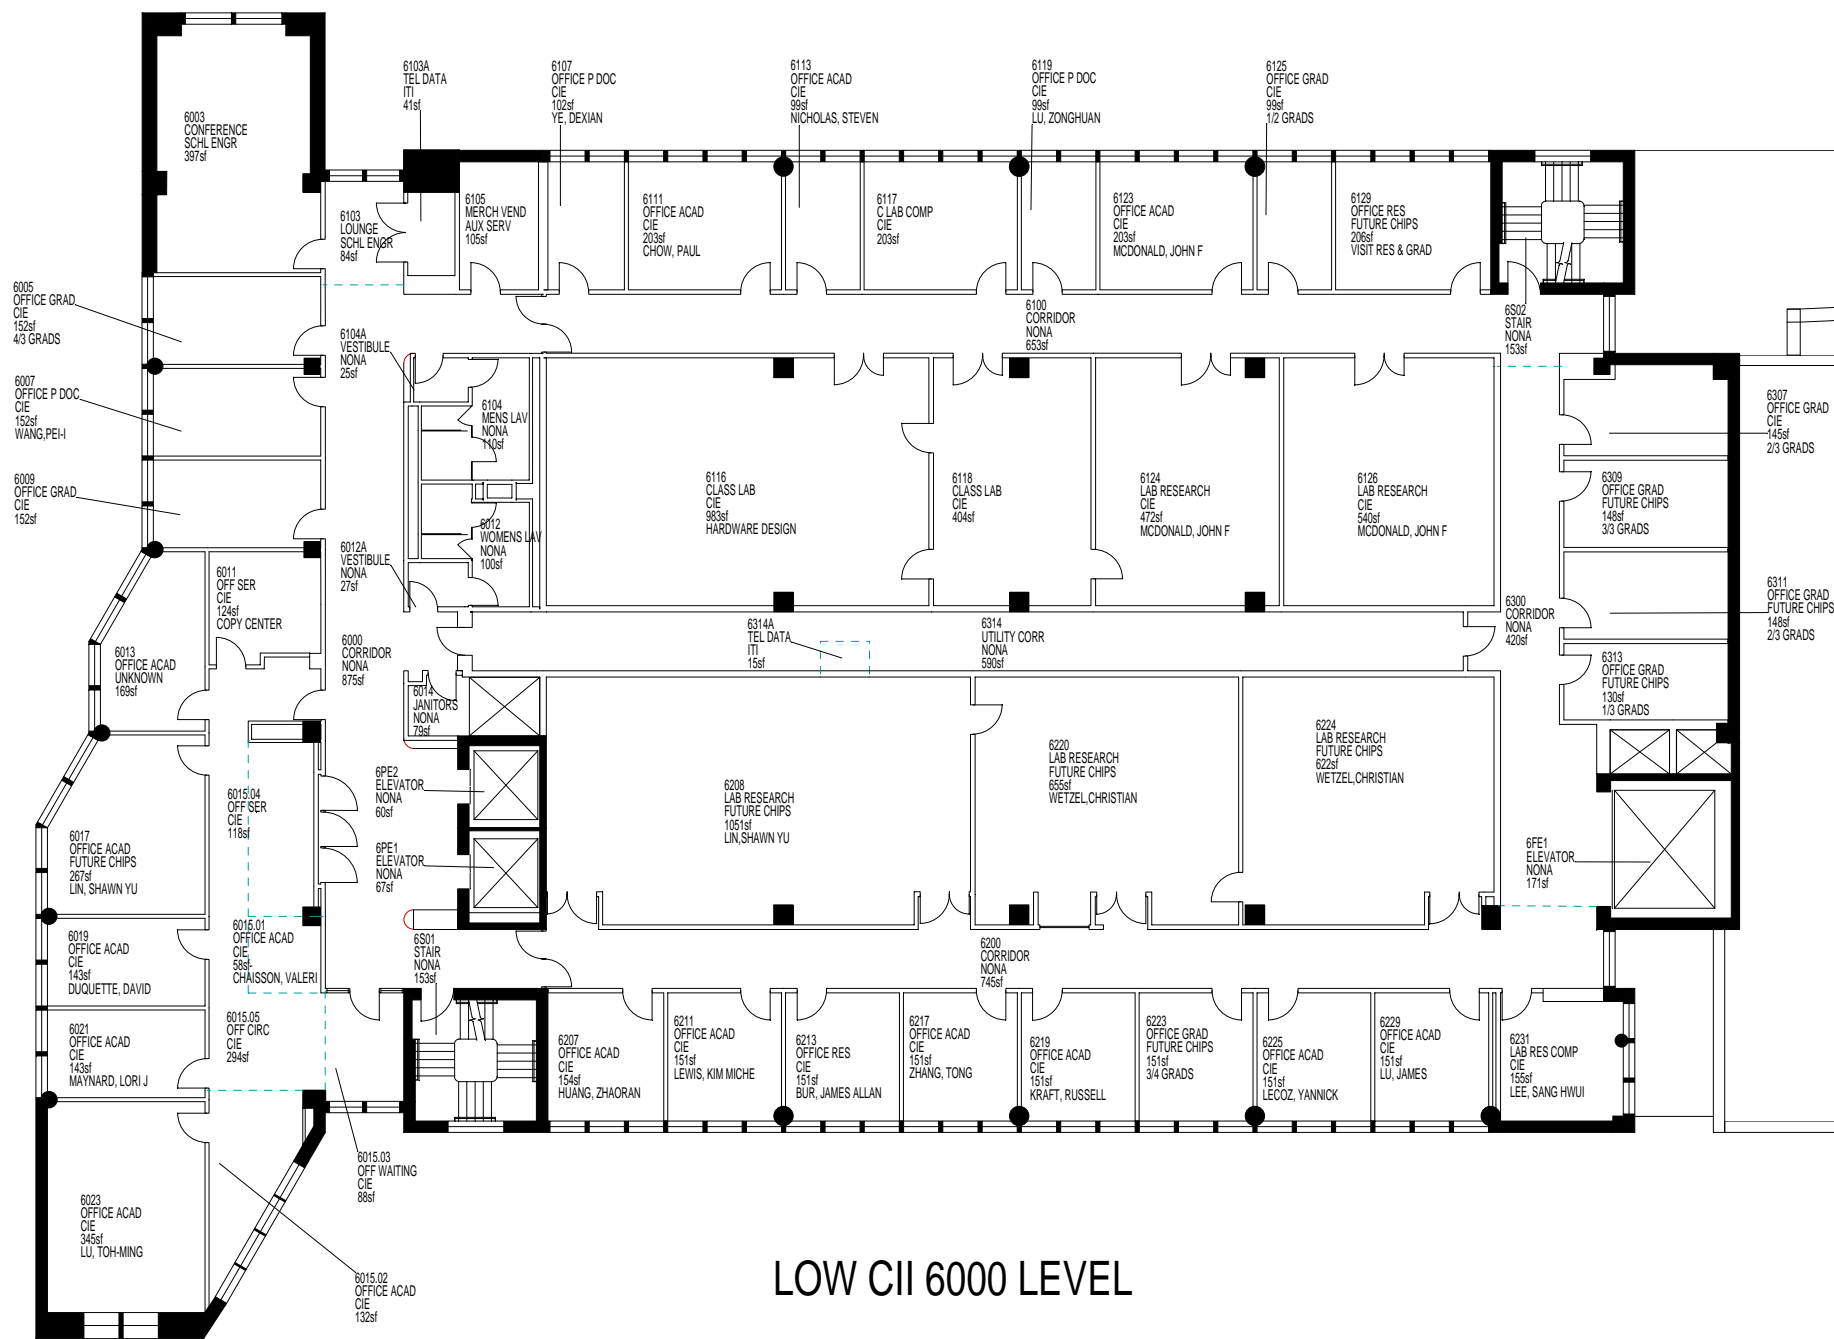 6103A
TEL DATA
ITI
41sf
6107
OFFICE P DOC
CIE
102sf
YE, DEXIAN
6113
OFFICE ACAD
CIE
99sf
NICHOLAS, STEVEN
6119
OFFICE P DOC
CIE
99sf
LU, ZONGHUAN
6125
OFFICE GRAD
CIE
99sf
1/2 GRADS
6003
CONFERENCE
SCHL ENGR
397sf
6103
LOUNGE
SCHL ENGR
84sf
6105
MERCH VEND
AUX SERV
105sf
6111
OFFICE ACAD
CIE
203sf
CHOW, PAUL
6117
C LAB COMP
CIE
203sf
6123
OFFICE ACAD
CIE
203sf
MCDONALD, JOHN F
6129
OFFICE RES
FUTURE CHIPS
206sf
VISIT RES & GRAD
6005
OFFICE GRAD
CIE
152sf
4/3 GRADS
6104A
VESTIBULE
NONA
25sf
6100
CORRIDOR
NONA
653sf
6S02
STAIR
NONA
153sf
6007
OFFICE P DOC
CIE
152sf
WANG,PEI-I
6104
MENS LAV
NONA
110sf
6307
OFFICE GRAD
CIE
145sf
2/3 GRADS
6009
OFFICE GRAD
CIE
152sf
6116
CLASS LAB
CIE
983sf
HARDWARE DESIGN
6118
CLASS LAB
CIE
404sf
6124
LAB RESEARCH
CIE
472sf
MCDONALD, JOHN F
6126
LAB RESEARCH
CIE
540sf
MCDONALD, JOHN F
6309
OFFICE GRAD
FUTURE CHIPS
148sf
3/3 GRADS
6012
WOMENS LAV
NONA
100sf
6012A
VESTIBULE
NONA
27sf
6011
OFF SER
CIE
124sf
COPY CENTER
6311
OFFICE GRAD
FUTURE CHIPS
148sf
2/3 GRADS
6300
CORRIDOR
NONA
420sf
6013
OFFICE ACAD
UNKNOWN
169sf
6000
CORRIDOR
NONA
875sf
6314A
TEL DATA
ITI
15sf
6314
UTILITY CORR
NONA
590sf
6313
OFFICE GRAD
FUTURE CHIPS
130sf
1/3 GRADS
6014
JANITORS
NONA
79sf
6PE2
ELEVATOR
NONA
60sf
6208
LAB RESEARCH
FUTURE CHIPS
1051sf
LIN,SHAWN YU
6220
LAB RESEARCH
FUTURE CHIPS
655sf
WETZEL,CHRISTIAN
6224
LAB RESEARCH
FUTURE CHIPS
622sf
WETZEL,CHRISTIAN
6015.04
OFF SER
CIE
118sf
6017
OFFICE ACAD
FUTURE CHIPS
267sf
LIN, SHAWN YU
6PE1
ELEVATOR
NONA
67sf
6FE1
ELEVATOR
NONA
171sf
6019
OFFICE ACAD
CIE
143sf
DUQUETTE, DAVID
6015.01
OFFICE ACAD
CIE
58sf
CHAISSON, VALERI
6S01
STAIR
NONA
153sf
6200
CORRIDOR
NONA
745sf
6021
OFFICE ACAD
CIE
143sf
MAYNARD, LORI J
6015.05
OFF CIRC
CIE
294sf
6207
OFFICE ACAD
CIE
154sf
HUANG, ZHAORAN
6211
OFFICE ACAD
CIE
151sf
LEWIS, KIM MICHE
6213
OFFICE RES
CIE
151sf
BUR, JAMES ALLAN
6217
OFFICE ACAD
CIE
151sf
ZHANG, TONG
6219
OFFICE ACAD
CIE
151sf
KRAFT, RUSSELL
6223
OFFICE GRAD
FUTURE CHIPS
151sf
3/4 GRADS
6225
OFFICE ACAD
CIE
151sf
LECOZ, YANNICK
6229
OFFICE ACAD
CIE
151sf
LU, JAMES
6231
LAB RES COMP
CIE
155sf
LEE, SANG HWUI
6015.03
OFF WAITING
CIE
88sf
6023
OFFICE ACAD
CIE
345sf
LU, TOH-MING
6015.02
OFFICE ACAD
CIE
132sf
LOW CII 6000 LEVEL